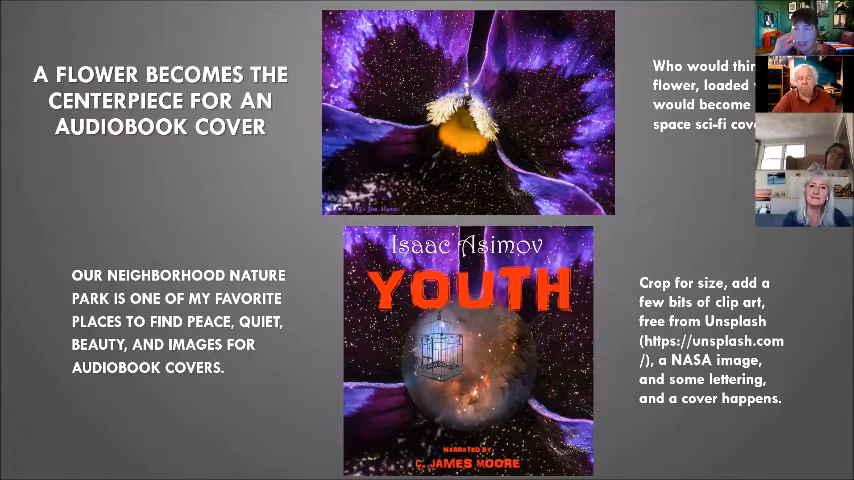 A FLOWER BECOMES THE
CENTERPIECE FOR AN
AUDIOBOOK COVER
Who would thin
flower, loaded
would become
space sci-fi cov
OUR NEIGHBORHOOD NATURE
PARK IS ONE OF MY FAVORITE
PLACES TO FIND PEACE, QUIET,
BEAUTY, AND IMAGES FOR
AUDIOBOOK COVERS.
Isaac Asimov
YOUTH
NARRATED BY
C. JAMES MOORE
Crop for size, add a
few bits of clip art,
free from Unsplash
(https://unsplash.com
/), a NASA image,
and some lettering,
and a cover happens.